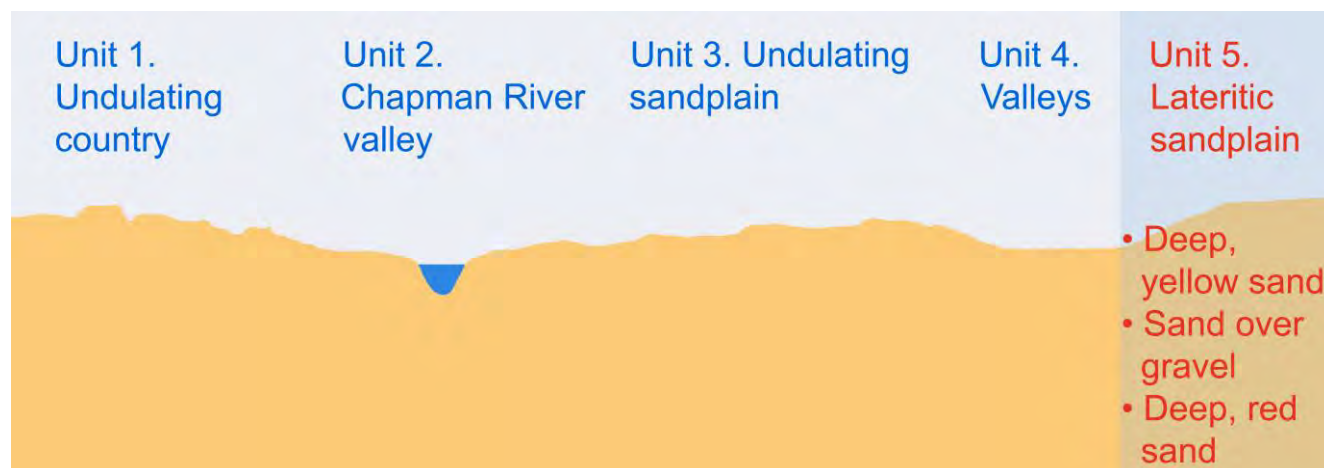 Unit 1.
Undulating
country
Unit 2.
Chapman River
valley
Unit 3. Undulating
sandplain
Unit 4.
Valleys
Unit 5.
Lateritic
sandplain
• Deep,
yellow sand
• Sand over
gravel
• Deep, red
sand